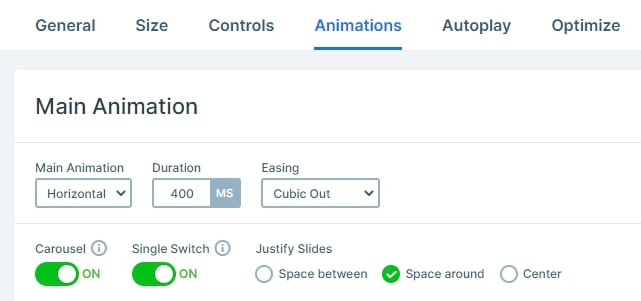 General Size Controls Animations Autoplay Optimize
Main Animation
Main Animation Duration Easing
Horizontal 400 MS Cubic Out
Carousel Single Switch Justify Slides
ON ON Space between Space around Center